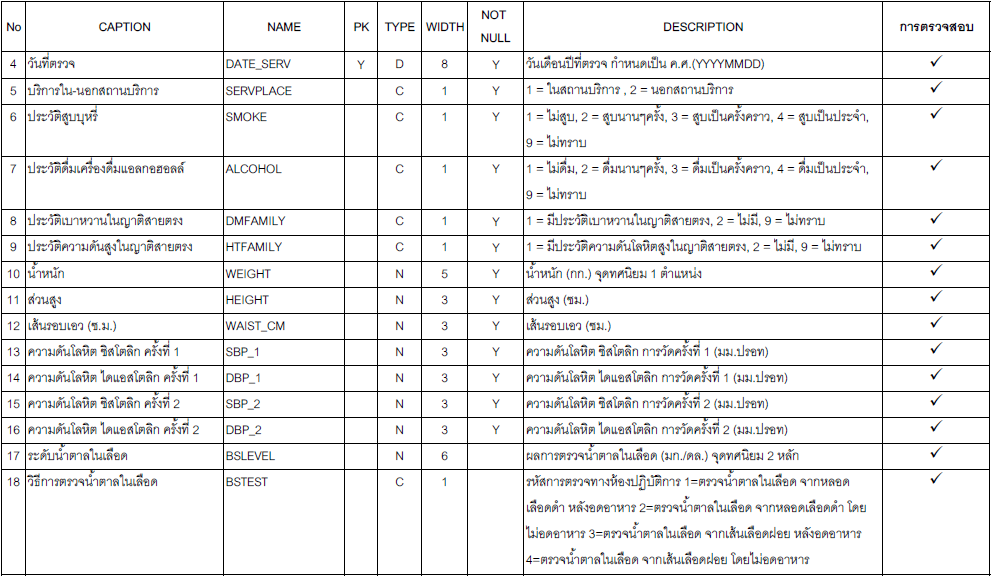 No CAPTION NAME PK TYPE WIDTH NOT NULL DESCRIPTION การตรวจสอบ
4 วันที่ตรวจ DATE_SERV Y D 8 Y วันเดือนปีที่ตรวจ กำหนดเป็น ค.ศ.(YYYYMMDD) ✓
5 บริการใน-นอกสถานบริการ SERVPLACE C 1 Y 1 = ในสถานบริการ , 2 = นอกสถานบริการ ✓
6 ประวัติสูบบุหรี่ SMOKE C 1 Y 1 = ไม่สูบ, 2 = สูบนานๆครั้ง, 3 = สูบเป็นครั้งคราว, 4 = สูบเป็นประจำ, ✓
9 = ไม่ทราบ
7 ประวัติดื่มเครื่องดื่มแอลกอฮอลล์ ALCOHOL C 1 Y 1 = ไม่ดื่ม, 2 = ดื่มนานๆครั้ง, 3 = ดื่มเป็นครั้งคราว, 4 = ดื่มเป็นประจำ, ✓
9 = ไม่ทราบ
8 ประวัติเบาหวานในญาติสายตรง DMFAMILY C 1 Y 1 = มีประวัติเบาหวานในญาติสายตรง, 2 = ไม่มี, 9 = ไม่ทราบ ✓
9 ประวัติความดันสูงในญาติสายตรง HTFAMILY C 1 Y 1 = มีประวัติความดันโลหิตสูงในญาติสายตรง, 2 = ไม่มี, 9 = ไม่ทราบ ✓
10 น้ำหนัก WEIGHT N 5 Y น้ำหนัก (กก.) จุดทศนิยม 1 ตำแหน่ง ✓
11 ส่วนสูง HEIGHT N 3 Y ส่วนสูง (ซม.) ✓
12 เส้นรอบเอว (ซ.ม.) WAIST_CM N 3 Y เส้นรอบเอว (ซม.) ✓
13 ความดันโลหิต ซิสโตลิก ครั้งที่ 1 SBP_1 N 3 Y ความดันโลหิต ซิสโตลิก การวัดครั้งที่ 1 (มม.ปรอท) ✓
14 ความดันโลหิต ไดแอสโตลิก ครั้งที่ 1 DBP_1 N 3 Y ความดันโลหิต ไดแอสโตลิก การวัดครั้งที่ 1 (มม.ปรอท) ✓
15 ความดันโลหิต ซิสโตลิก ครั้งที่ 2 SBP_2 N 3 Y ความดันโลหิต ซิสโตลิก การวัดครั้งที่ 2 (มม.ปรอท) ✓
16 ความดันโลหิต ไดแอสโตลิก ครั้งที่ 2 DBP_2 N 3 Y ความดันโลหิต ไดแอสโตลิก การวัดครั้งที่ 2 (มม.ปรอท) ✓
17 ระดับน้ำตาลในเลือด BSLEVEL N 6 ผลการตรวจน้ำตาลในเลือด (มก./ดล.) จุดทศนิยม 2 หลัก ✓
18 วิธีการตรวจน้ำตาลในเลือด BSTEST C 1 รหัสการตรวจทางห้องปฏิบัติการ 1=ตรวจน้ำตาลในเลือด จากหลอด ✓
เลือดดำ หลังอดอาหาร 2=ตรวจน้ำตาลในเลือด จากหลอดเลือดดำ โดย
ไม่อดอาหาร 3=ตรวจน้ำตาลในเลือด จากเส้นเลือดฝอย หลังอดอาหาร
4=ตรวจน้ำตาลในเลือด จากเส้นเลือดฝอย โดยไม่อดอาหาร